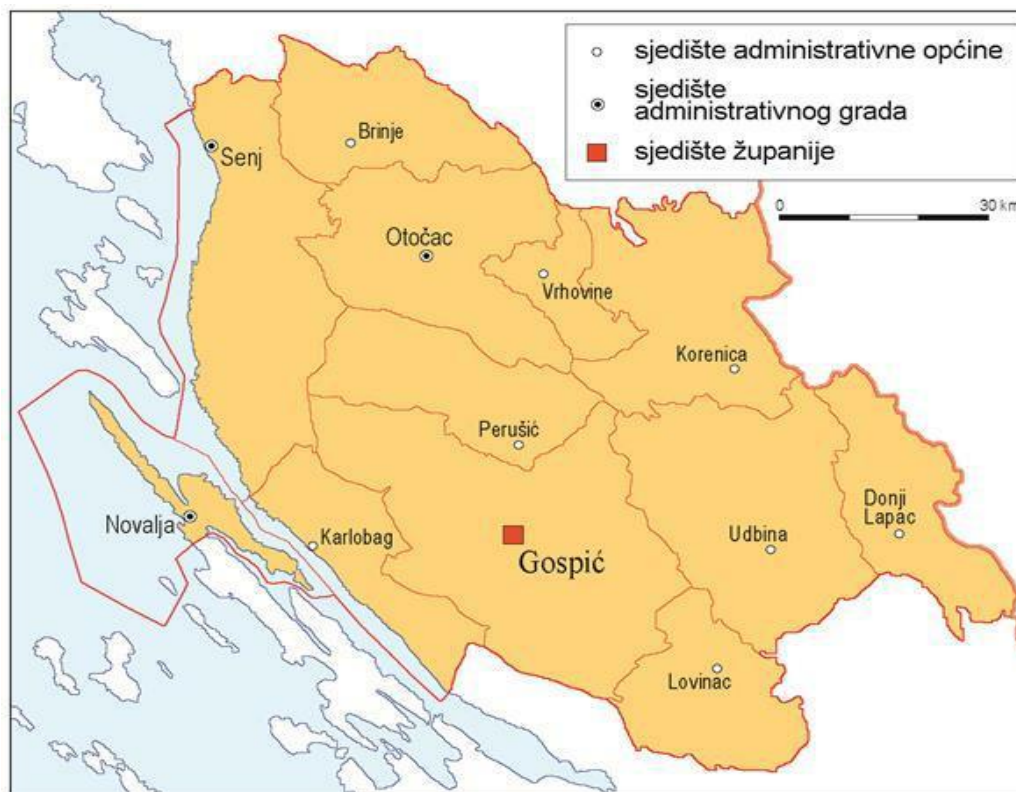 sjedište administrativne općine
sjedište
administrativnog grada
sjedište županije
0 30 km
Brinje
Senj
Otočac
Vrhovine
Korenica
Perušić
Donji
Lapac
Novalja
Karlobag
Gospić
Udbina
Lovinac